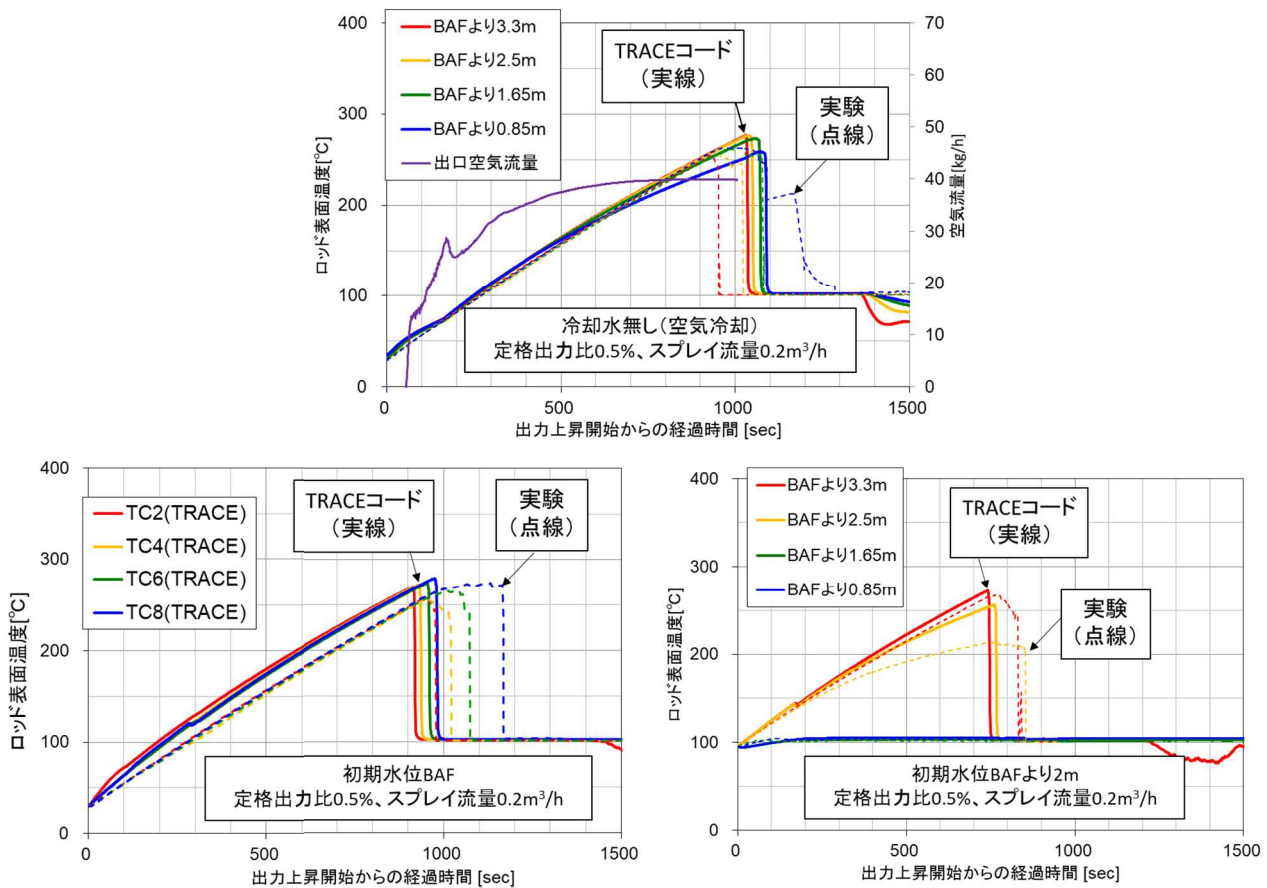 400
300
200
100
0
ロッド表面温度[℃]
BAFより3.3m
BAFより2.5m
BAFより1.65m
BAFより0.85m
出口空気流量
TRACEコード
(実線)
実験
(点線)
70
60
50
40
30
20
10
0
空気流量[kg/h]
冷却水無し(空気冷却)
定格出力比0.5%、スプレイ流量0.2m³/h
0 500 1000 1500
出力上昇開始からの経過時間 [sec]
400
300
200
100
0
ロッド表面温度[℃]
TC2(TRACE)
TC4(TRACE)
TC6(TRACE)
TC8(TRACE)
TRACEコード
(実線)
実験
(点線)
初期水位BAF
定格出力比0.5%、スプレイ流量0.2m³/h
0 500 1000 1500
出力上昇開始からの経過時間 [sec]
400
300
200
100
0
ロッド表面温度[℃]
BAFより3.3m
BAFより2.5m
BAFより1.65m
BAFより0.85m
TRACEコード
(実線)
実験
(点線)
初期水位BAFより2m
定格出力比0.5%、スプレイ流量0.2m³/h
0 500 1000 1500
出力上昇開始からの経過時間 [sec]